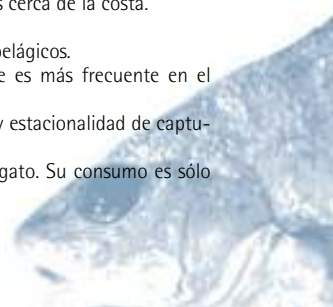 s cerca de la costa.
pelágicos.
e es más frecuente en el
y estacionalidad de captu-
gato. Su consumo es sólo